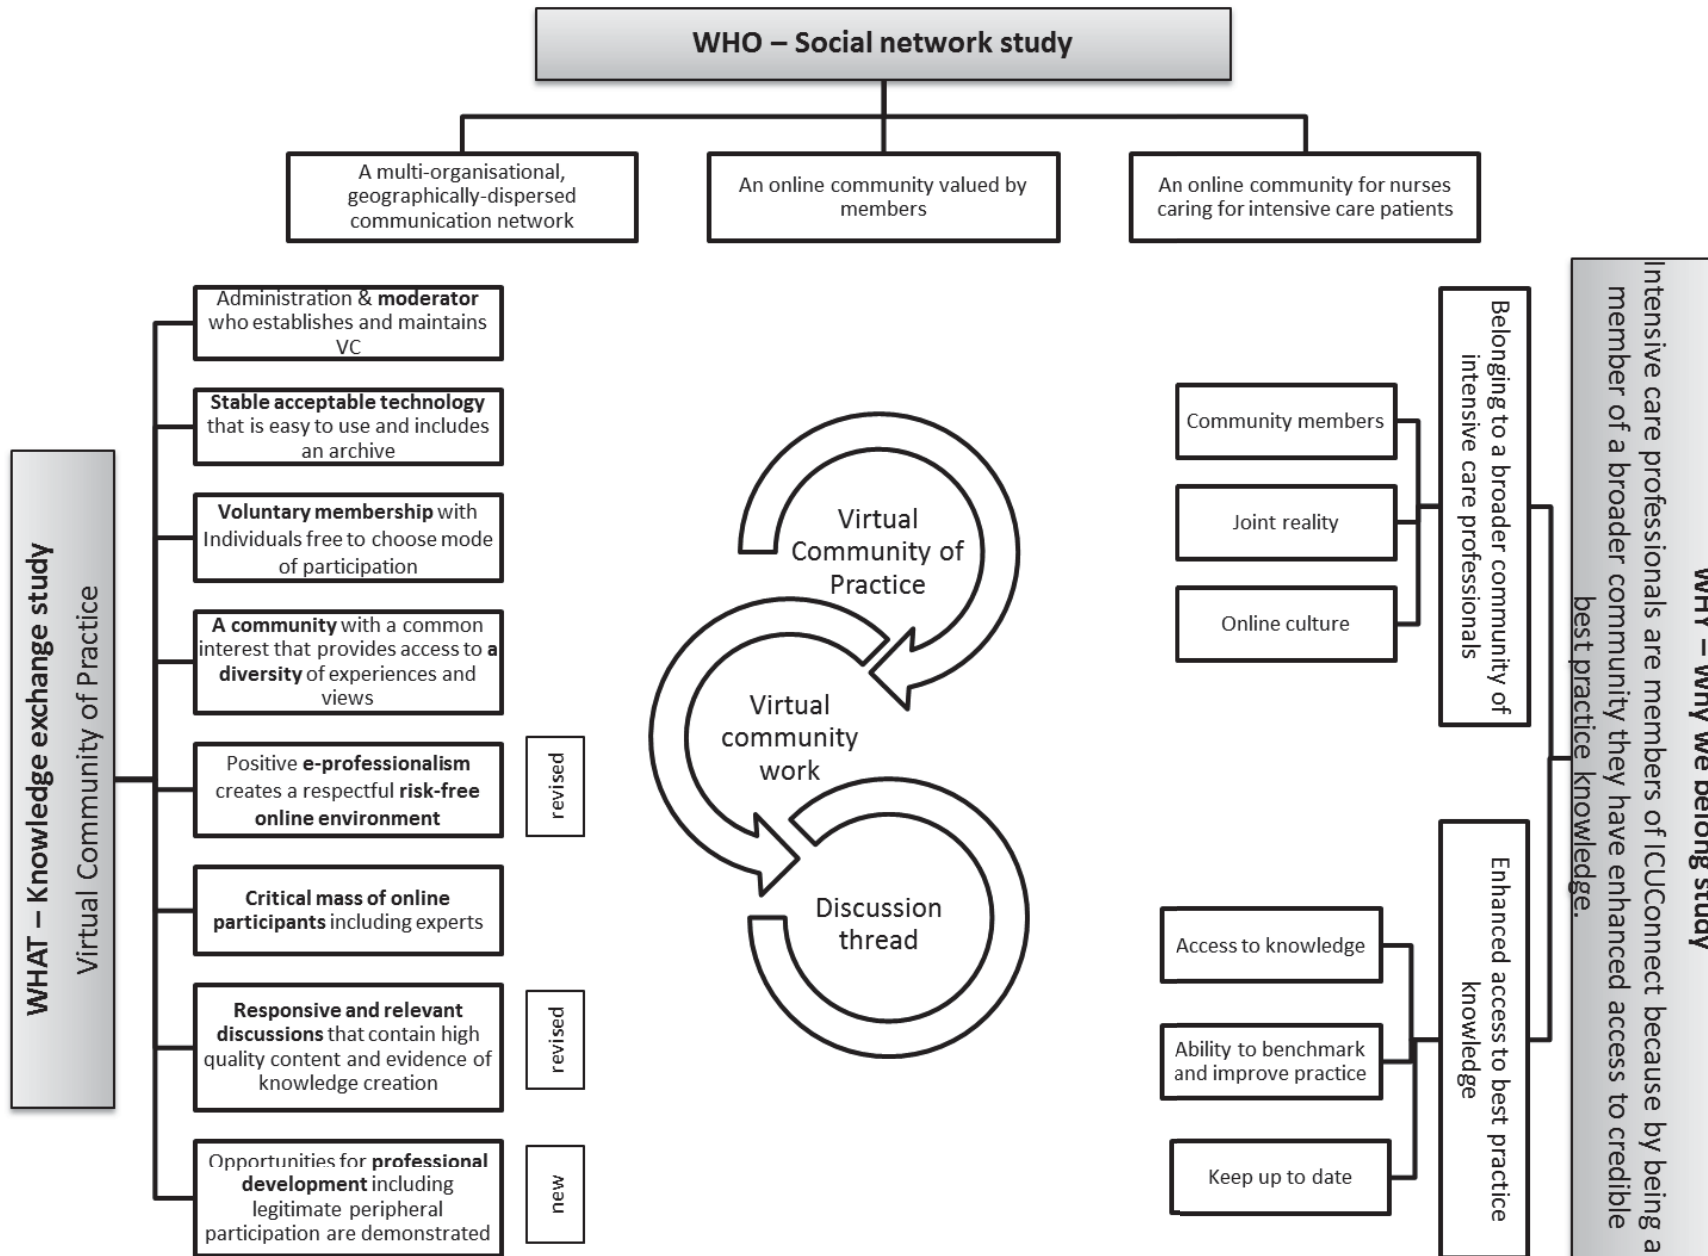 WHO – Social network study
A multi-organisational,
geographically-dispersed
communication network
An online community valued by
members
An online community for nurses
caring for intensive care patients
WHAT – Knowledge exchange study
Virtual Community of Practice
Administration & moderator
who establishes and maintains
VC
Stable acceptable technology
that is easy to use and includes
an archive
Voluntary membership with
Individuals free to choose mode
of participation
A community with a common
interest that provides access to a
diversity of experiences and
views
Positive e-professionalism
creates a respectful risk-free
online environment
revised
Critical mass of online
participants including experts
Responsive and relevant
discussions that contain high
quality content and evidence of
knowledge creation
revised
Opportunities for professional
development including
legitimate peripheral
participation are demonstrated
new
Virtual
Community of
Practice
Virtual
community
work
Discussion
thread
WHY – Why we belong study
Intensive care professionals are members of ICUConnect because by being a
member of a broader community they have enhanced access to credible
best practice knowledge.
Belonging to a broader community of
intensive care professionals
Community members
Joint reality
Online culture
Enhanced access to best practice
knowledge
Access to knowledge
Ability to benchmark
and improve practice
Keep up to date